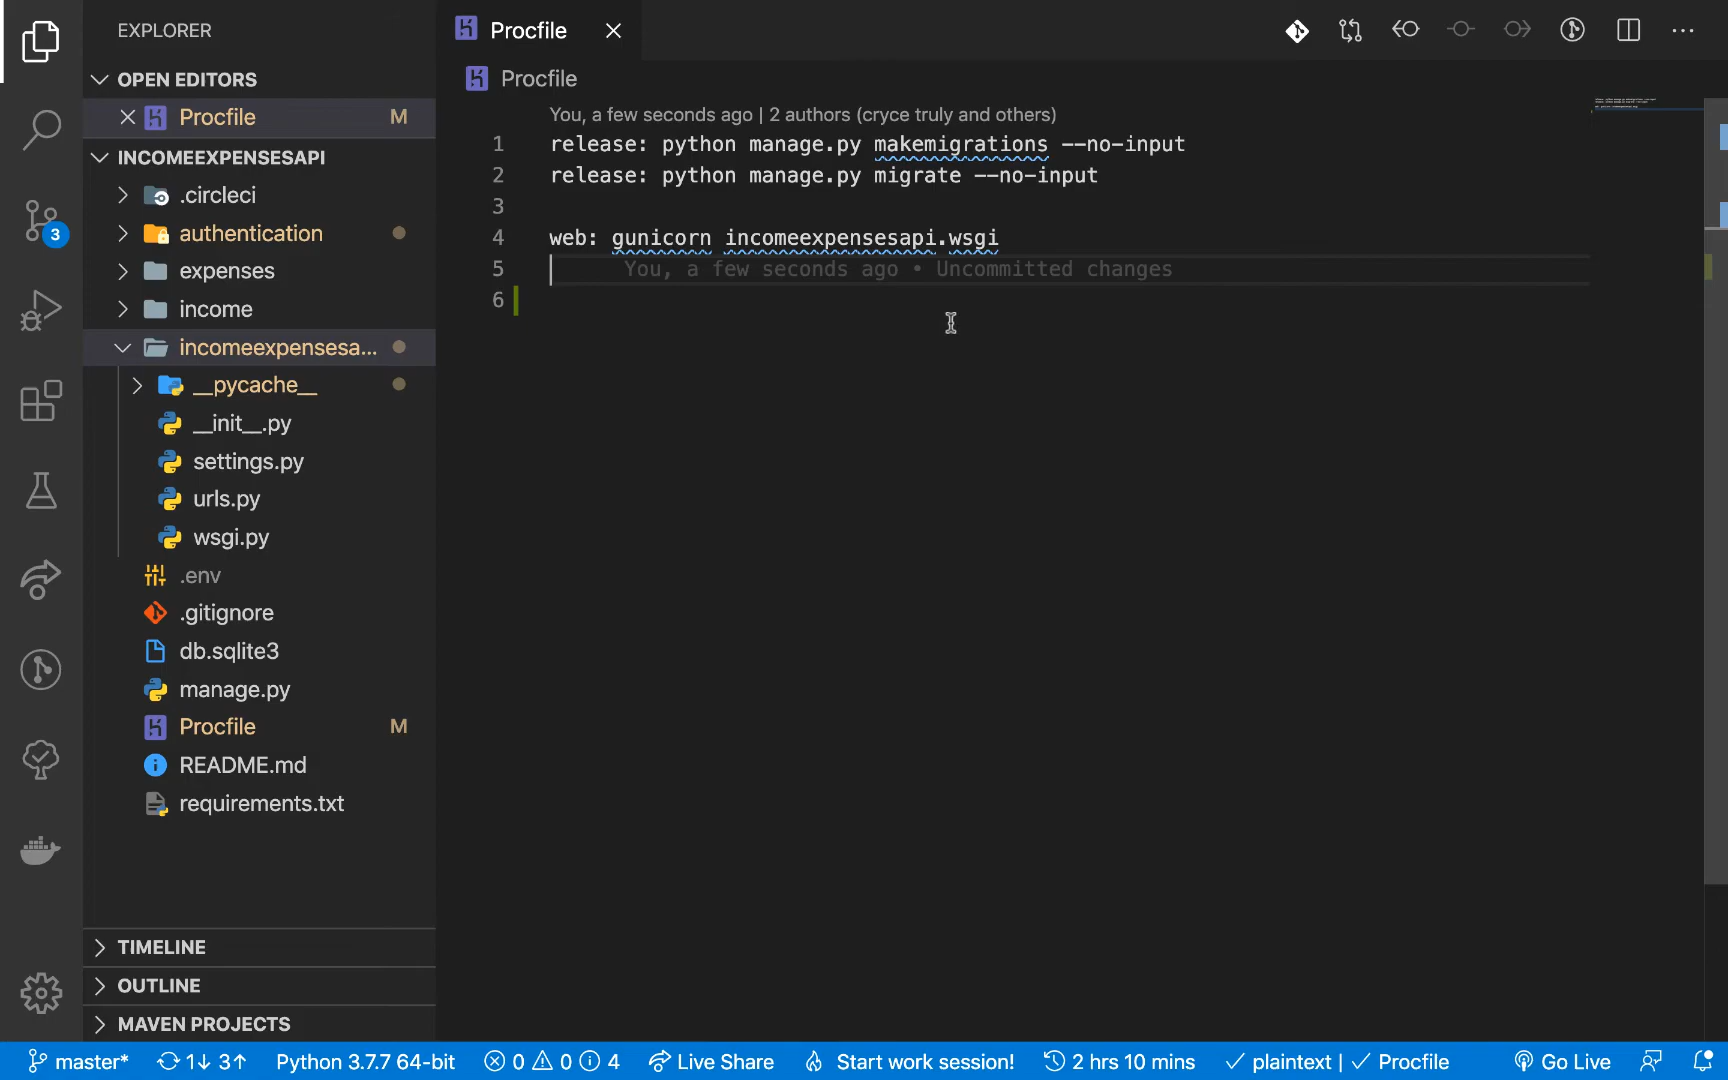 EXPLORER
OPEN EDITORS
Procfile M
INCOMEEXPENSESAPI
.circleci
authentication
expenses
income
incomeexpensesa...
__pycache__
__init__.py
settings.py
urls.py
wsgi.py
.env
.gitignore
db.sqlite3
manage.py
Procfile M
README.md
requirements.txt
TIMELINE
OUTLINE
MAVEN PROJECTS
3
Procfile
Procfile
You, a few seconds ago | 2 authors (cryce truly and others)
1 release: python manage.py makemigrations --no-input
2 release: python manage.py migrate --no-input
3
4 web: gunicorn incomeexpensesapi.wsgi
5 You, a few seconds ago • Uncommitted changes
6
master* 1↓ 3↑ Python 3.7.7 64-bit 0 0 4 Live Share Start work session! 2 hrs 10 mins ✓ plaintext | ✓ Procfile Go Live